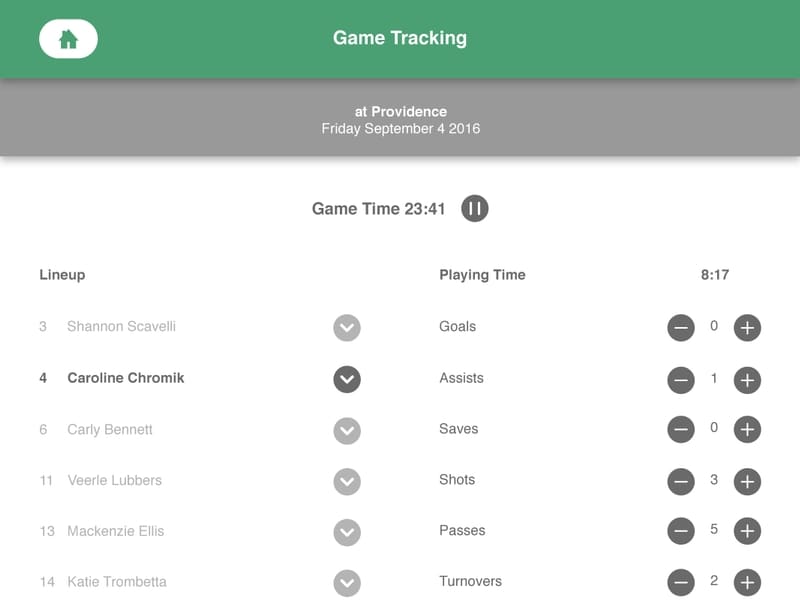 Game Tracking
at Providence
Friday September 4 2016
Game Time 23:41
Lineup
Playing Time 8:17
3 Shannon Scavelli
Goals 0
4 Caroline Chromik
Assists 1
6 Carly Bennett
Saves 0
11 Veerle Lubbers
Shots 3
13 Mackenzie Ellis
Passes 5
14 Katie Trombetta
Turnovers 2